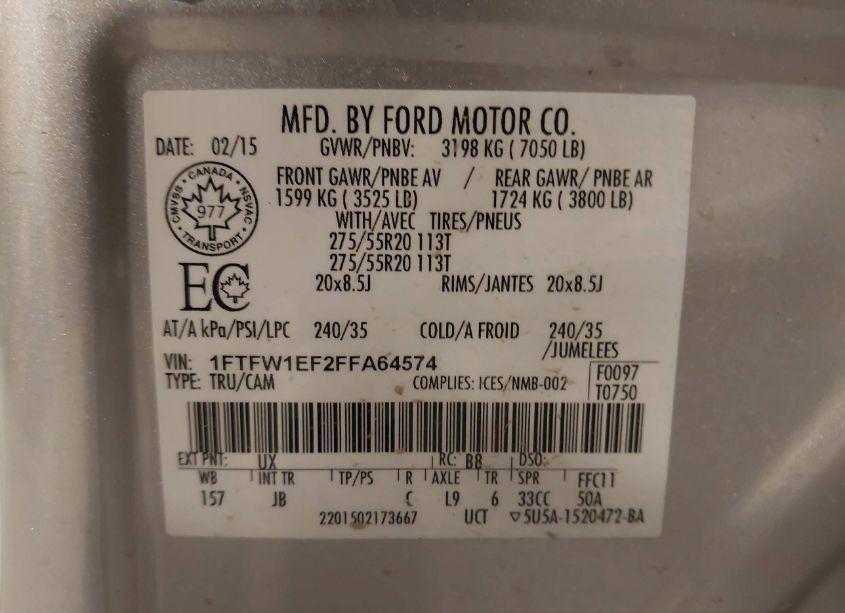 MFD. BY FORD MOTOR CO.
DATE: 02/15 GVWR/PNBV: 3198 KG ( 7050 LB)
FRONT GAWR/PNBE AV / REAR GAWR/ PNBE AR
1599 KG ( 3525 LB) 1724 KG ( 3800 LB)
WITH/AVEC TIRES/PNEUS
275/55R20 113T
275/55R20 113T
20x8.5J RIMS/JANTES 20x8.5J
CMVSS • CANADA • NSVAC
977
• TRANSPORT •
EC
AT/A kPa/PSI/LPC 240/35 COLD/A FROID 240/35
/JUMELEES
VIN: 1FTFW1EF2FFA64574
TYPE: TRU/CAM COMPLIES: ICES/NMB-002
F0097
T0750
EXT PNT: UX RC: B8 DSO:
WB INT TR TP/PS R AXLE TR SPR FFC11
157 JB C L9 6 33CC 50A
2201502173667 UCT ▽5U5A-1520472-BA